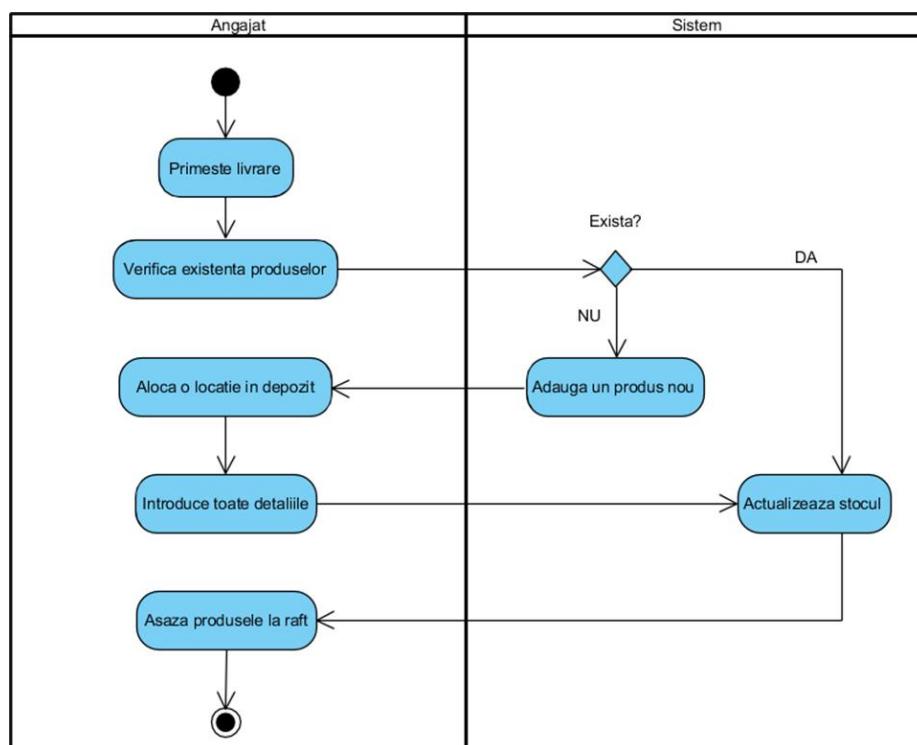 Angajat
Sistem
Primeste livrare
Exista?
Verifica existenta produselor
DA
NU
Aloca o locatie in depozit
Adauga un produs nou
Introduce toate detaliile
Actualizeaza stocul
Asaza produsele la raft